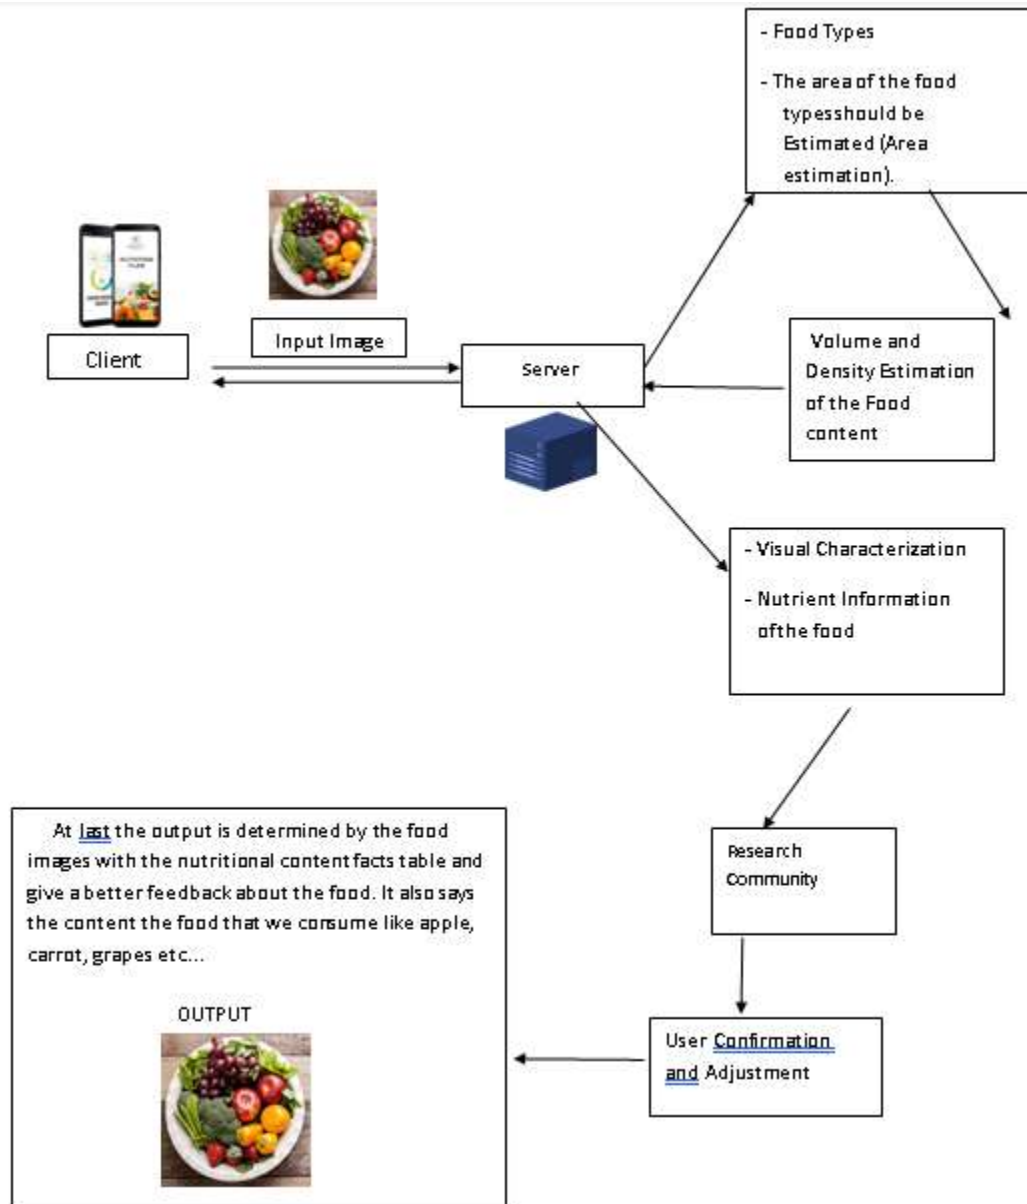 - Food Types
- The area of the food
typesshould be
Estimated (Area
estimation).
Client
Input Image
Server
Volume and
Density Estimation
of the Food
content
- Visual Characterization
- Nutrient Information
ofthe food
Research
Community
User Confirmation
and Adjustment
At last the output is determined by the food
images with the nutritional content facts table and
give a better feedback about the food. It also says
the content the food that we consume like apple,
carrot, grapes etc...
OUTPUT